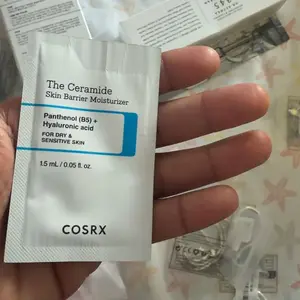 The Ceramide
Skin Barrier Moisturizer
Panthenol (B5) +
Hyaluronic acid
FOR DRY &
SENSITIVE SKIN
1.5 mL / 0.05 fl. oz.
COSRX